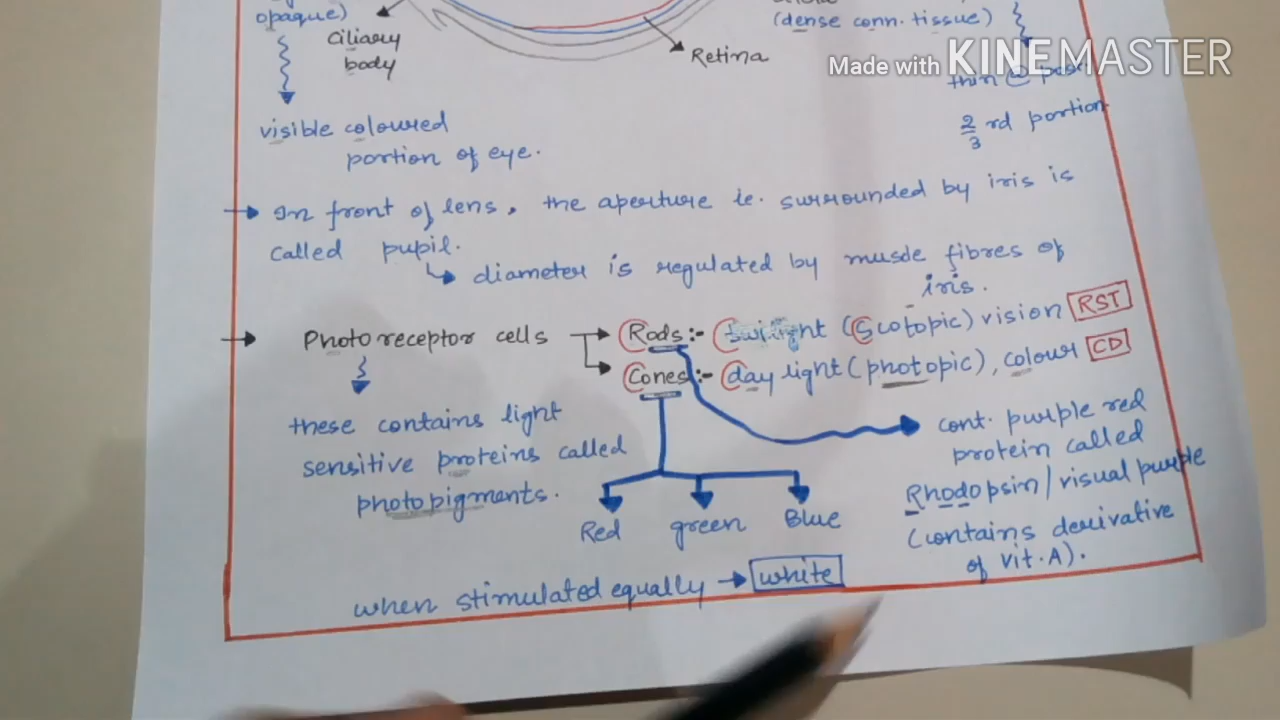 opaque)
Ciliary
body
Retina
(dense conn. tissue)
Made with KINEMASTER
thin @
2/3 rd portion
visible coloured
portion of eye.
In front of lens, the aperture ie. surrounded by iris is
called pupil.
diameter is regulated by muscle fibres of
iris.
Photoreceptor cells
Rods:- twilight (Scotopic) vision RST
Cones:- day light (photopic), colour CD
these contains light
sensitive proteins called
photopigments.
cont. purple red
protein called
Rhodopsin/visual purple
(contains derivative
of vit.A).
Red green Blue
when stimulated equally → white